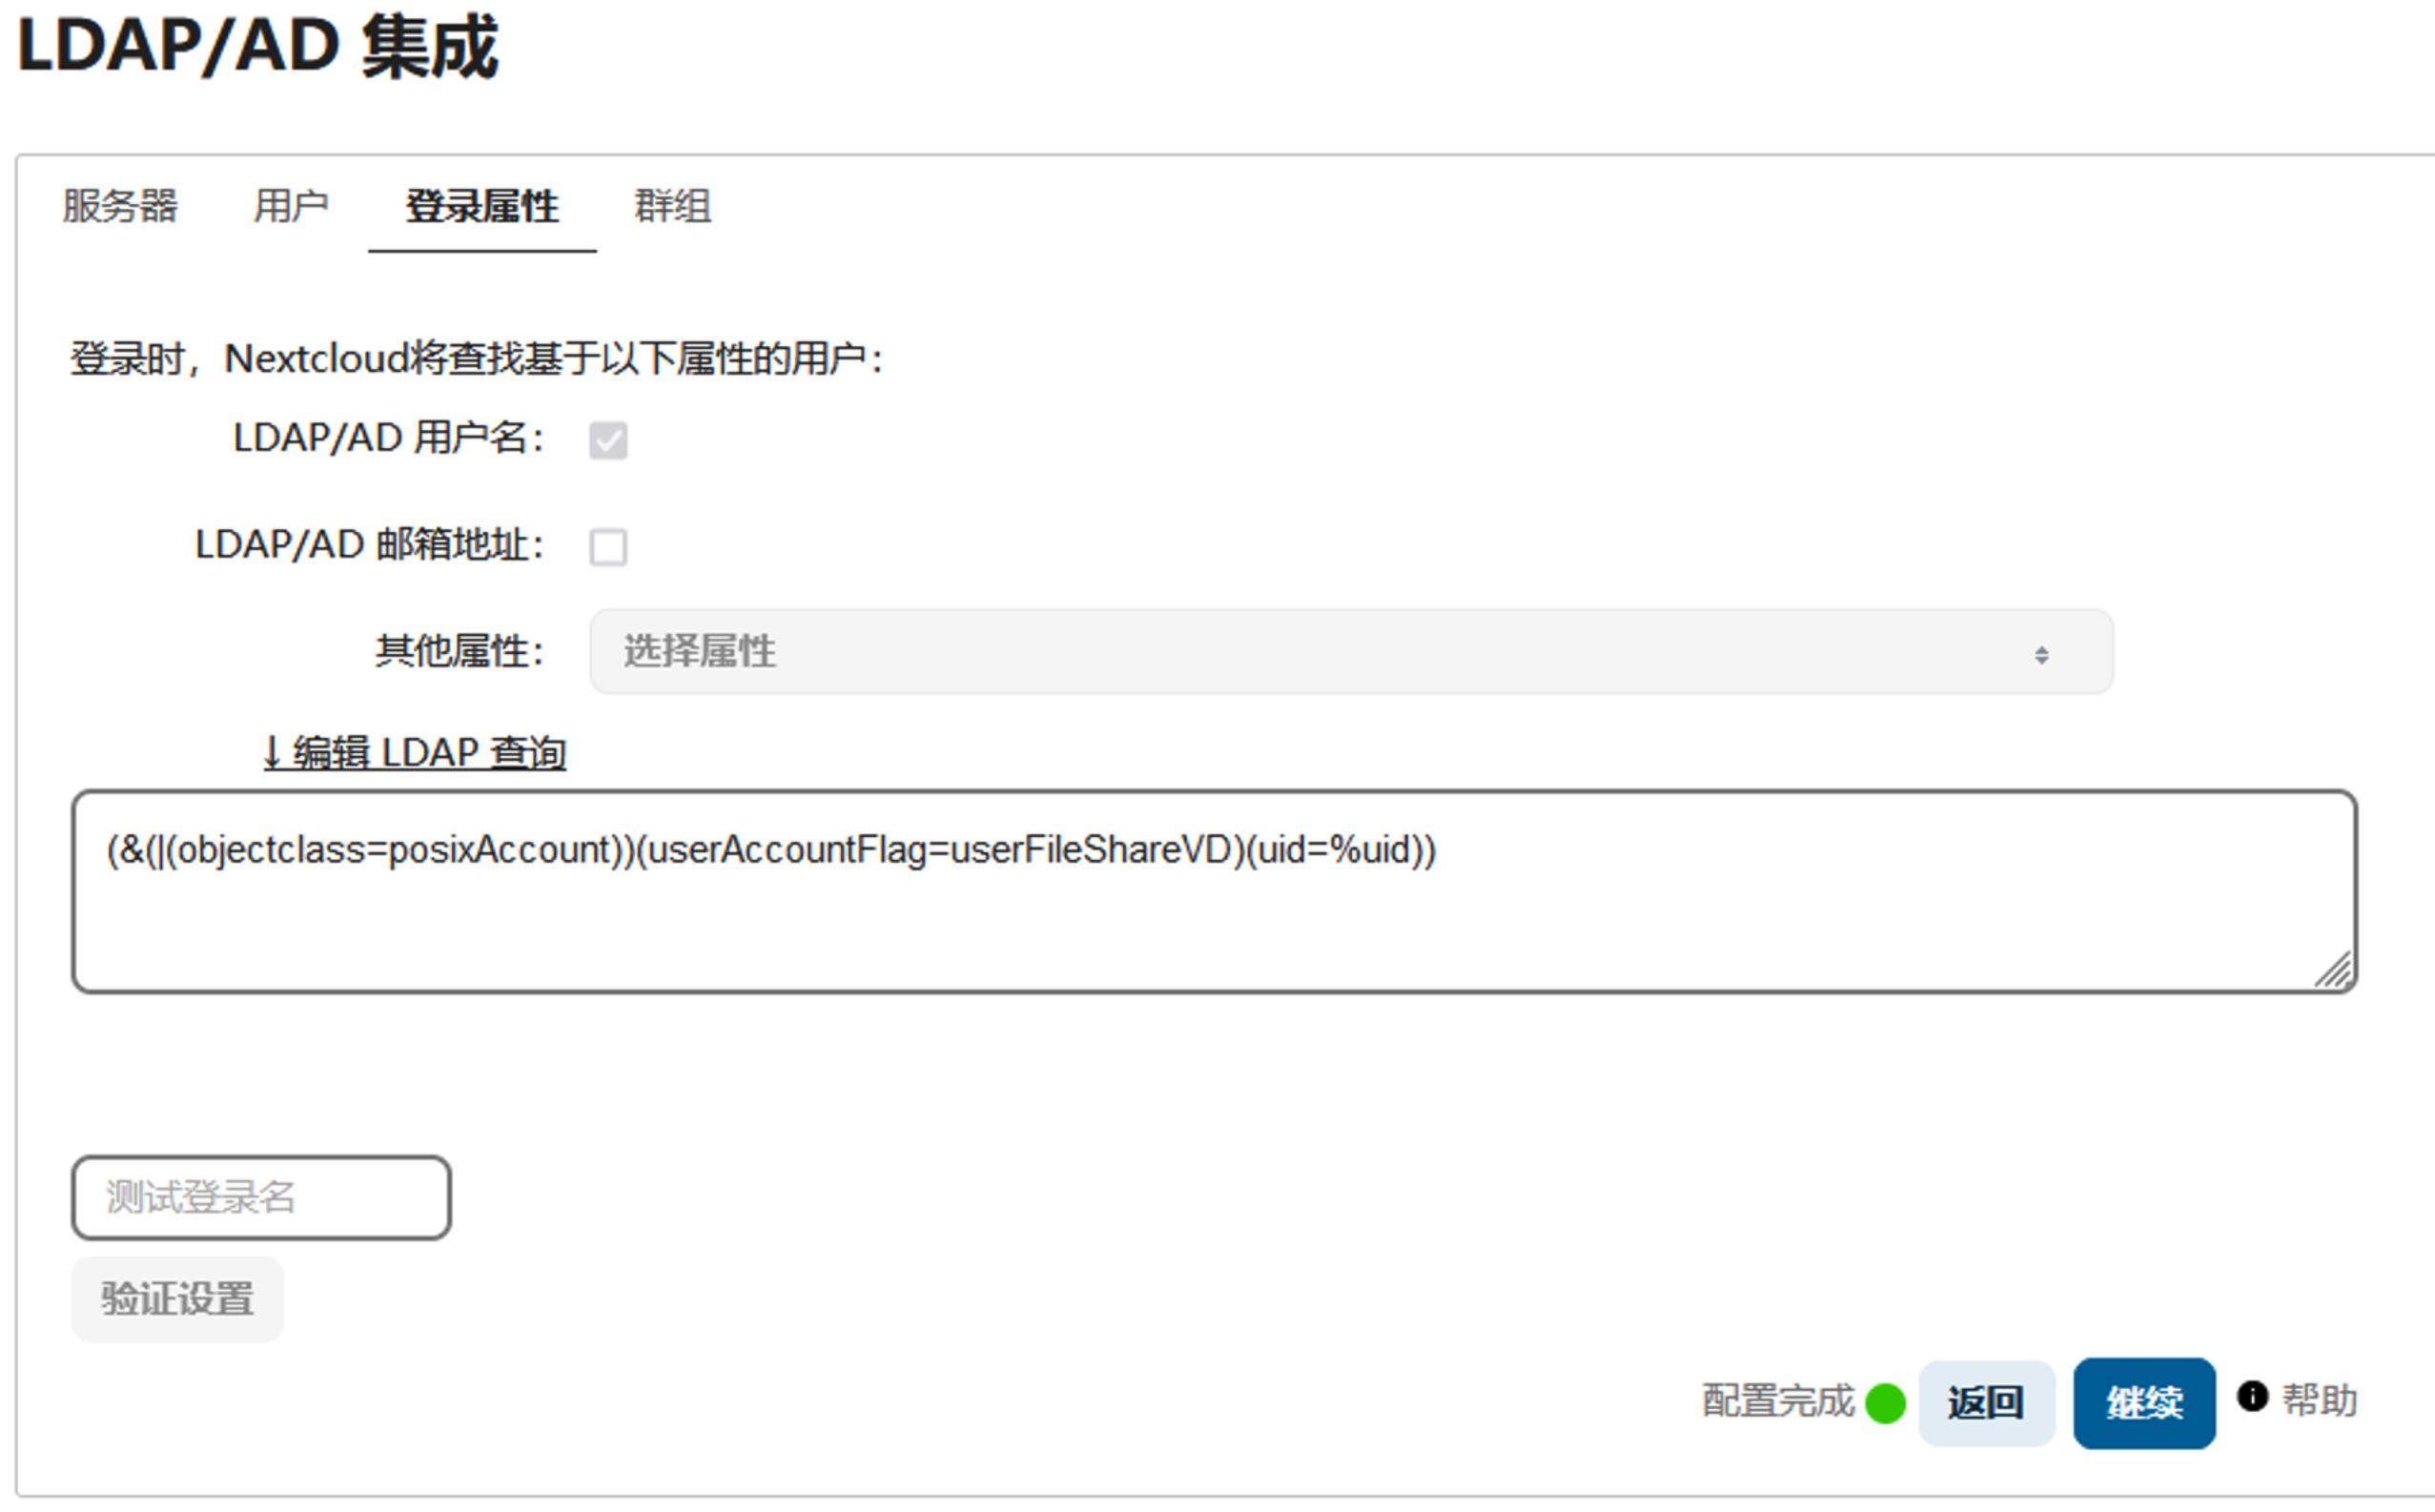 LDAP/AD 集成
服务器 用户 登录属性 群组
登录时，Nextcloud将查找基于以下属性的用户：
LDAP/AD 用户名：
LDAP/AD 邮箱地址：
其他属性： 选择属性
↓ 编辑 LDAP 查询
(&(|(objectclass=posixAccount))(userAccountFlag=userFileShareVD)(uid=%uid))
测试登录名
验证设置
配置完成 返回 继续 i 帮助